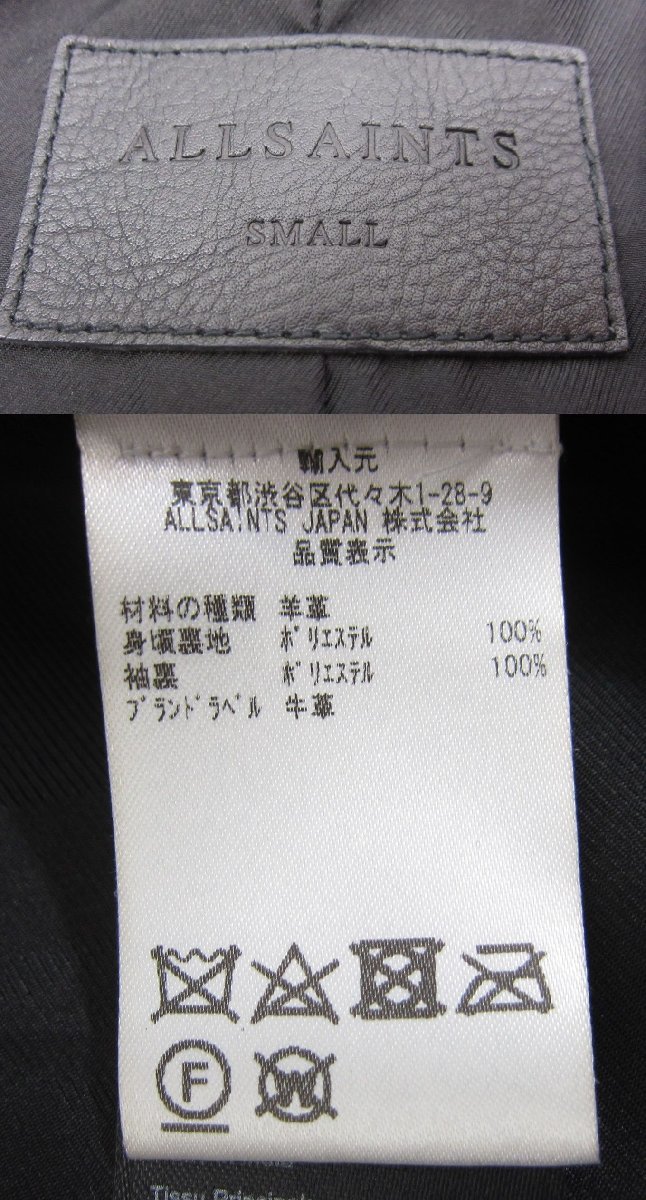 ALLSAINTS
SMALL
輸入元
東京都渋谷区代々木1-28-9
ALLSAINTS JAPAN 株式会社
品質表示
材料の種類 羊革
身頃裏地 ﾎﾟﾘｴｽﾃﾙ 100%
袖裏 ﾎﾟﾘｴｽﾃﾙ 100%
ﾌﾞﾗﾝﾄﾞﾗﾍﾞﾙ 牛革
F
W
Tissu